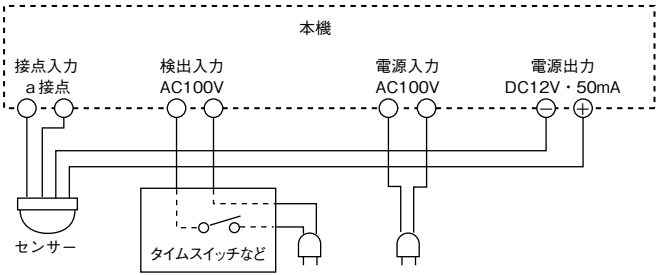 本機
接点入力
a接点
検出入力
AC100V
電源入力
AC100V
電源出力
DC12V・50mA
− +
センサー
タイムスイッチなど